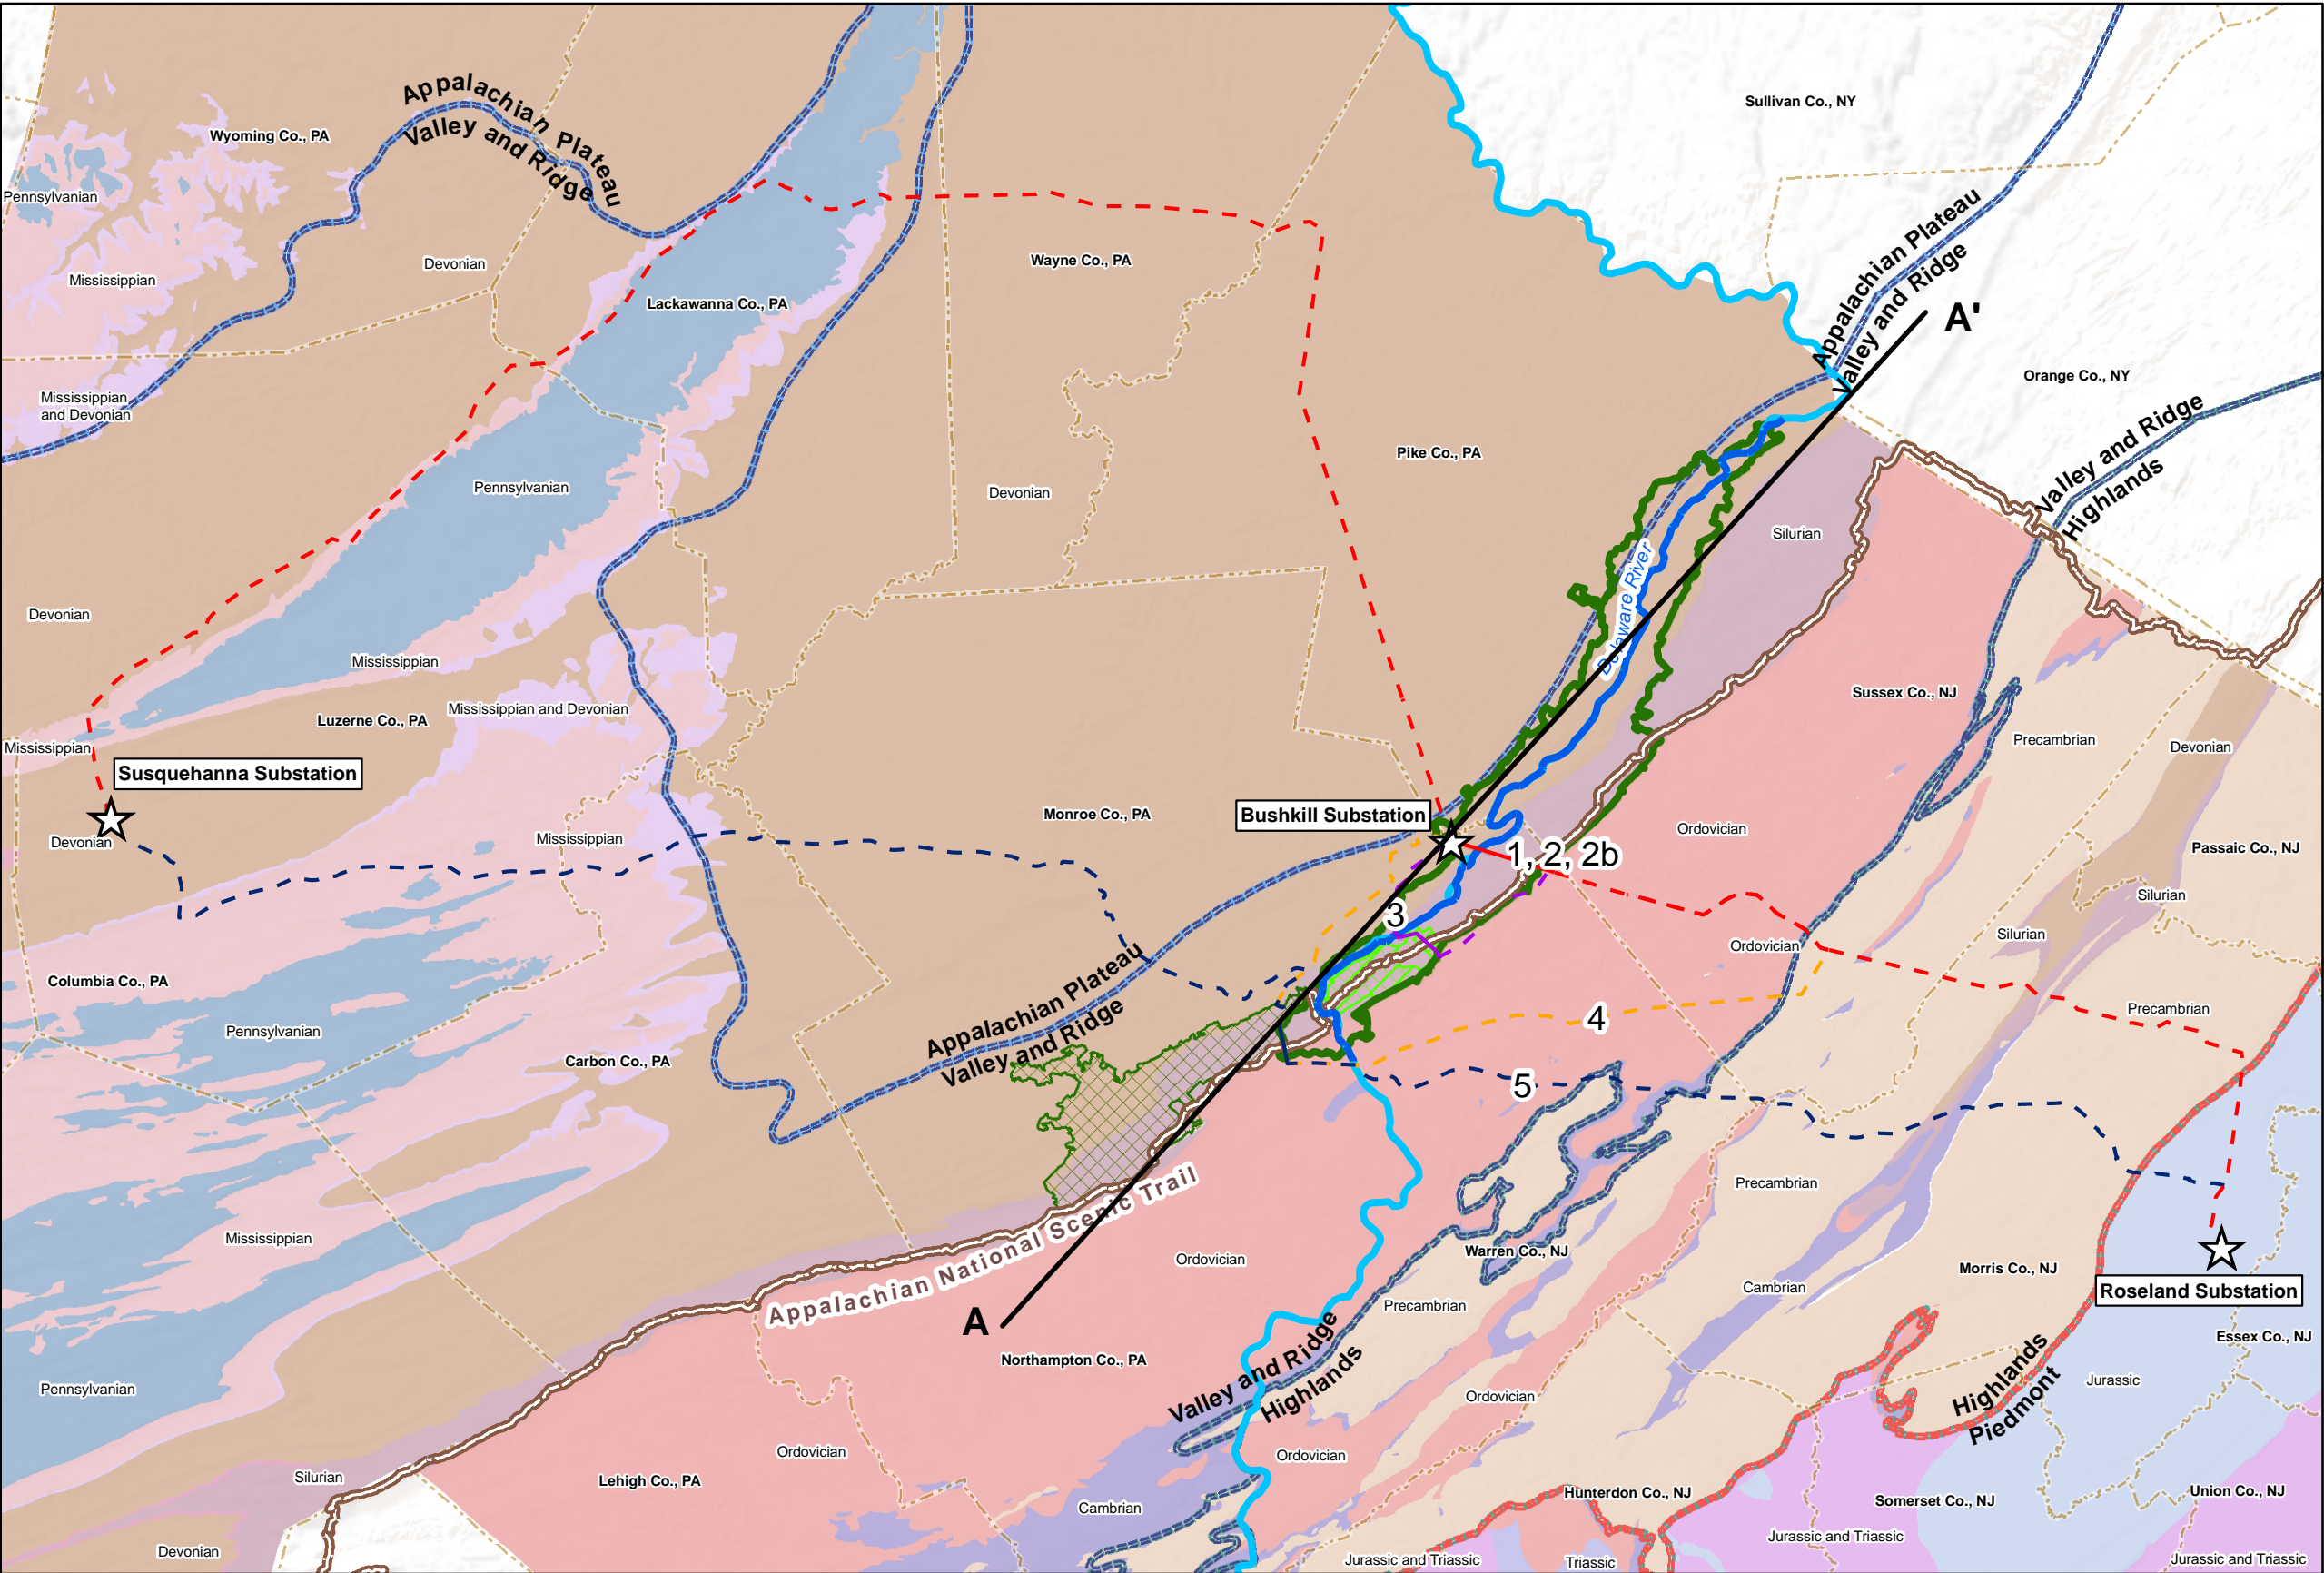 Sullivan Co., NY
Appalachian Plateau
Valley and Ridge
Wyoming Co., PA
Pennsylvanian
Mississippian
Devonian
Wayne Co., PA
Lackawanna Co., PA
Appalachian Plateau
Valley and Ridge
A'
Orange Co., NY
Mississippian
and Devonian
Valley and Ridge
Highlands
Pike Co., PA
Pennsylvanian
Devonian
Silurian
Delaware River
Devonian
Mississippian
Sussex Co., NJ
Luzerne Co., PA
Mississippian and Devonian
Mississippian
Precambrian
Devonian
Susquehanna Substation
Bushkill Substation
Monroe Co., PA
Devonian
Mississippian
Ordovician
1, 2, 2b
Passaic Co., NJ
Silurian
3
Silurian
Ordovician
Columbia Co., PA
Pennsylvanian
Appalachian Plateau
Valley and Ridge
4
Precambrian
Carbon Co., PA
5
Precambrian
Appalachian National Scenic Trail
Mississippian
Ordovician
Warren Co., NJ
Morris Co., NJ
Cambrian
Roseland Substation
Precambrian
A
Northampton Co., PA
Valley and Ridge
Highlands
Essex Co., NJ
Highlands
Piedmont
Jurassic
Pennsylvanian
Ordovician
Ordovician
Ordovician
Silurian
Lehigh Co., PA
Cambrian
Hunterdon Co., NJ
Somerset Co., NJ
Union Co., NJ
Jurassic and Triassic
Devonian
Jurassic and Triassic
Triassic
Jurassic and Triassic